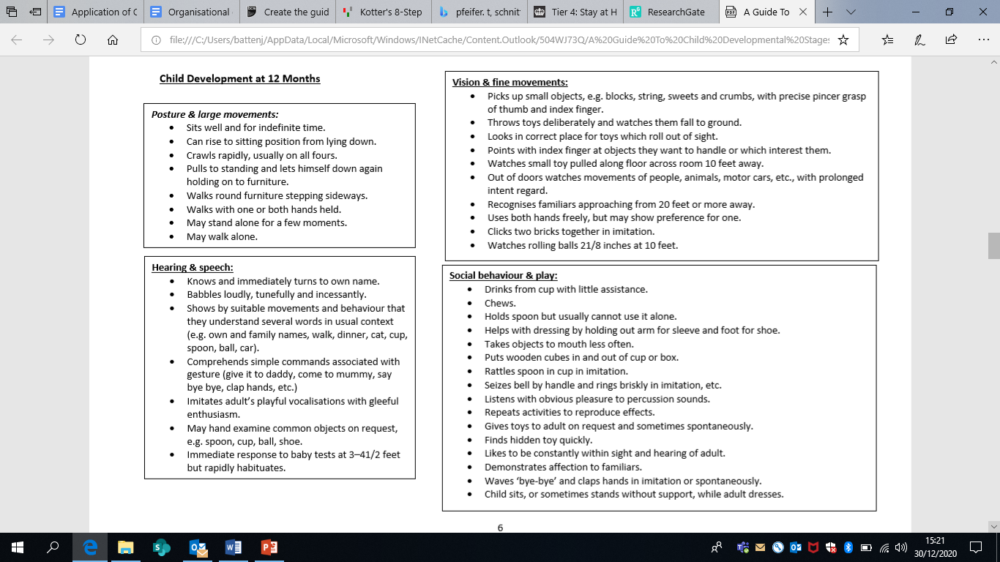 Application of C
Organisational
Create the guid
Kotter's 8-Step
pfeifer. t, schnitt
Tier 4: Stay at H
ResearchGate
A Guide To
file:///C:/Users/battenj/AppData/Local/Microsoft/Windows/INetCache/Content.Outlook/504WJ73Q/A%20Guide%20To%20Child%20Developmental%20Stages
Child Development at 12 Months
Posture & large movements:
• Sits well and for indefinite time.
• Can rise to sitting position from lying down.
• Crawls rapidly, usually on all fours.
• Pulls to standing and lets himself down again
holding on to furniture.
• Walks round furniture stepping sideways.
• Walks with one or both hands held.
• May stand alone for a few moments.
• May walk alone.
Hearing & speech:
• Knows and immediately turns to own name.
• Babbles loudly, tunefully and incessantly.
• Shows by suitable movements and behaviour that
they understand several words in usual context
(e.g. own and family names, walk, dinner, cat, cup,
spoon, ball, car).
• Comprehends simple commands associated with
gesture (give it to daddy, come to mummy, say
bye bye, clap hands, etc.)
• Imitates adult's playful vocalisations with gleeful
enthusiasm.
• May hand examine common objects on request,
e.g. spoon, cup, ball, shoe.
• Immediate response to baby tests at 3–41/2 feet
but rapidly habituates.
Vision & fine movements:
• Picks up small objects, e.g. blocks, string, sweets and crumbs, with precise pincer grasp
of thumb and index finger.
• Throws toys deliberately and watches them fall to ground.
• Looks in correct place for toys which roll out of sight.
• Points with index finger at objects they want to handle or which interest them.
• Watches small toy pulled along floor across room 10 feet away.
• Out of doors watches movements of people, animals, motor cars, etc., with prolonged
intent regard.
• Recognises familiars approaching from 20 feet or more away.
• Uses both hands freely, but may show preference for one.
• Clicks two bricks together in imitation.
• Watches rolling balls 21/8 inches at 10 feet.
Social behaviour & play:
• Drinks from cup with little assistance.
• Chews.
• Holds spoon but usually cannot use it alone.
• Helps with dressing by holding out arm for sleeve and foot for shoe.
• Takes objects to mouth less often.
• Puts wooden cubes in and out of cup or box.
• Rattles spoon in cup in imitation.
• Seizes bell by handle and rings briskly in imitation, etc.
• Listens with obvious pleasure to percussion sounds.
• Repeats activities to reproduce effects.
• Gives toys to adult on request and sometimes spontaneously.
• Finds hidden toy quickly.
• Likes to be constantly within sight and hearing of adult.
• Demonstrates affection to familiars.
• Waves ‘bye-bye’ and claps hands in imitation or spontaneously.
• Child sits, or sometimes stands without support, while adult dresses.
6
15:21
30/12/2020